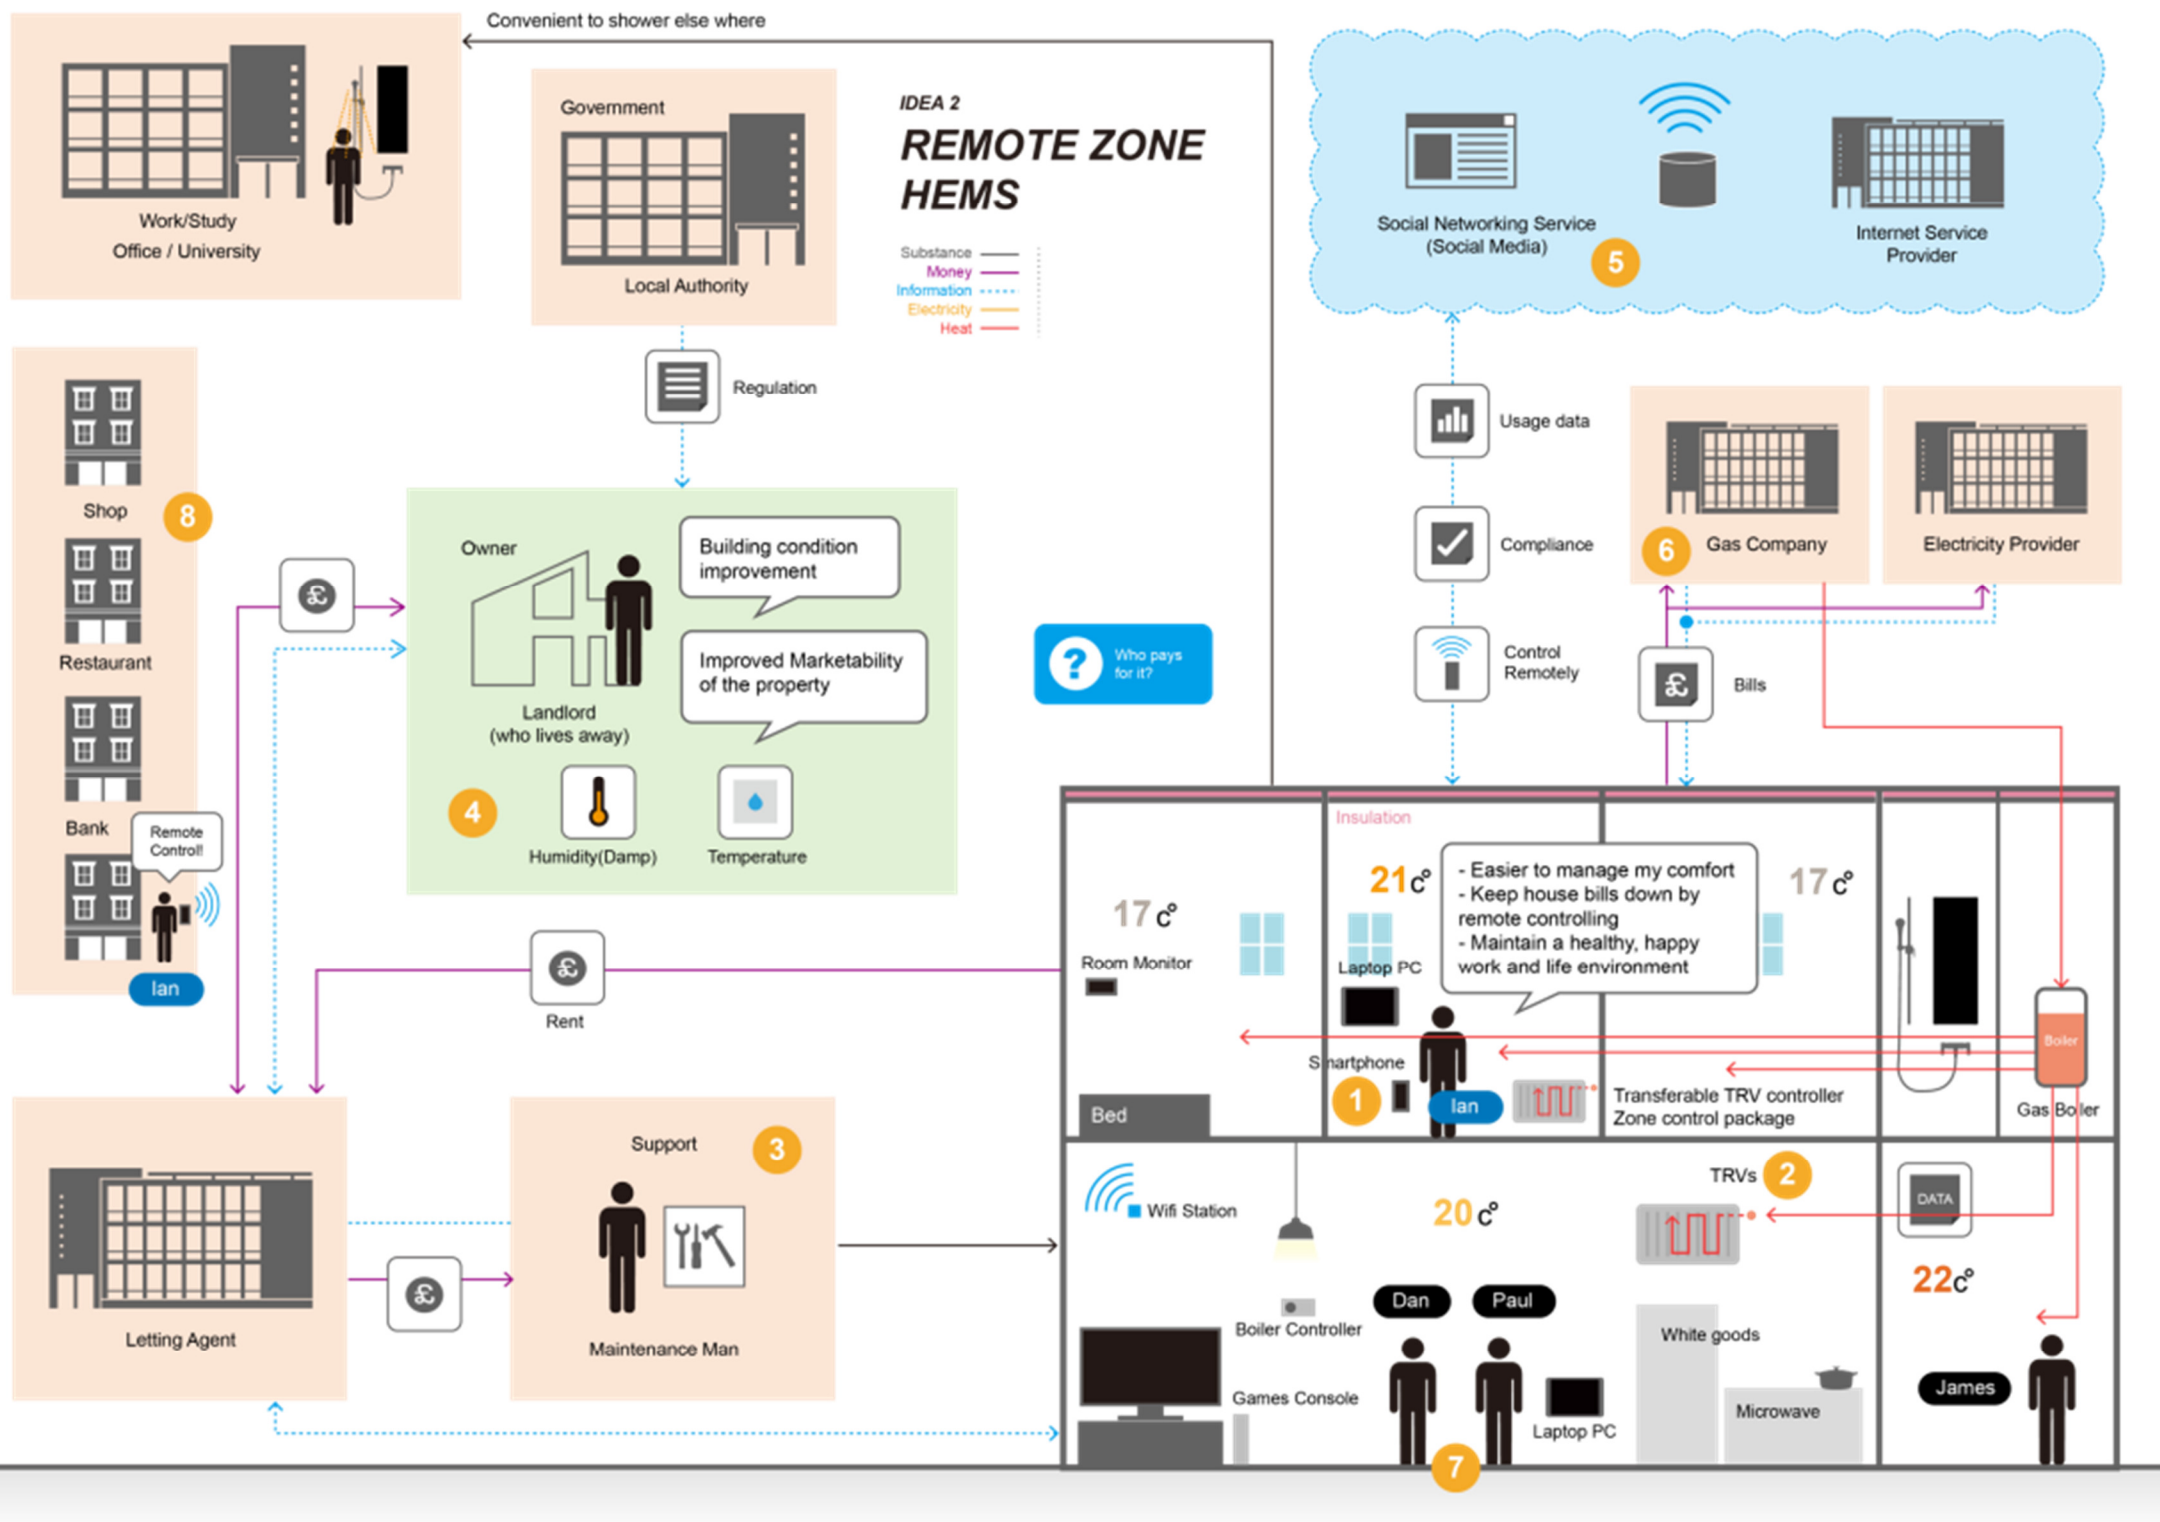 Convenient to shower else where
Work/Study
Office / University
Government
Local Authority
IDEA 2
REMOTE ZONE
HEMS
Substance
Money
Information
Electricity
Heat
Social Networking Service
(Social Media)
5
Internet Service
Provider
Regulation
Shop
8
Restaurant
Bank
Remote
Control!
Ian
£
Owner
Building condition
improvement
Improved Marketability
of the property
Landlord
(who lives away)
4
Humidity(Damp)
Temperature
?
Who pays
for it?
Usage data
Compliance
Control
Remotely
6
Gas Company
Electricity Provider
£
Bills
£
Rent
Letting Agent
£
Support
3
Maintenance Man
Insulation
17 c°
Room Monitor
Bed
21c°
Laptop PC
- Easier to manage my comfort
- Keep house bills down by
remote controlling
- Maintain a healthy, happy
work and life environment
17 c°
Smartphone
1
Ian
Transferable TRV controller
Zone control package
Boiler
Gas Boiler
Wifi Station
20 c°
TRVs
2
DATA
22c°
Boiler Controller
Dan
Paul
Games Console
Laptop PC
White goods
Microwave
James
7